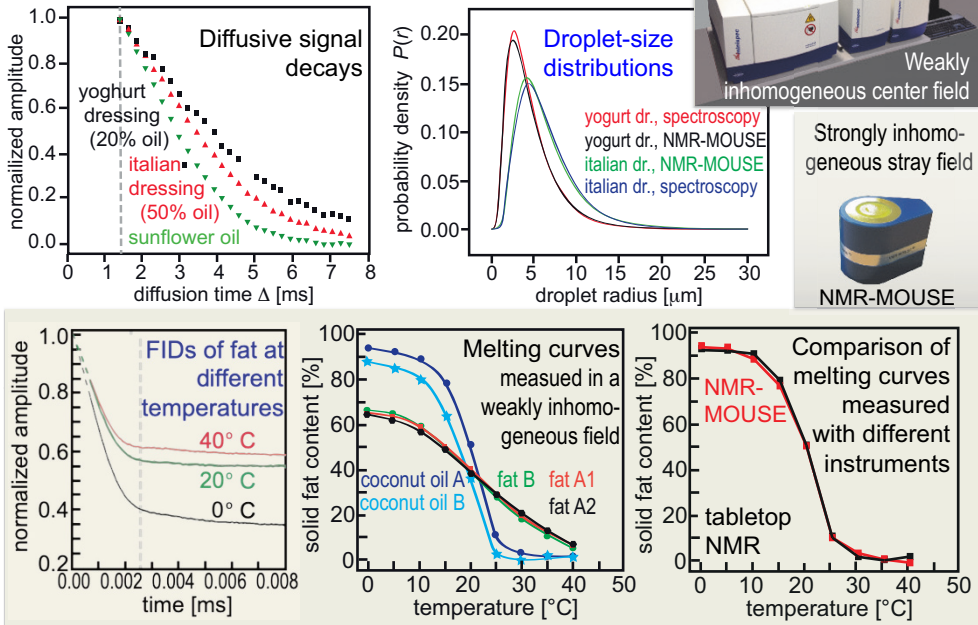 Diffusive signal
decays
normailzed amplitude
1.0
0.8
0.6
0.4
0.2
0.0
yoghurt
dressing
(20% oil)
italian
dressing
(50% oil)
sunflower oil
0 1 2 3 4 5 6 7 8
diffusion time Δ [ms]
Droplet-size
distributions
probability density P(r)
0.20
0.15
0.10
0.05
0.00
yogurt dr., spectroscopy
yogurt dr., NMR-MOUSE
italian dr., NMR-MOUSE
italian dr., spectroscopy
0 5 10 15 20 25 30
droplet radius [μm]
Weakly
inhomogeneous center field
Strongly inhomo-
geneous stray field
NMR-MOUSE
FIDs of fat at
different
temperatures
normalized amplitude
1.0
0.8
0.6
0.4
0.2
40° C
20° C
0° C
0.00 0.002 0.004 0.006 0.008
time [ms]
Melting curves
measued in a
weakly inhomo-
geneous field
solid fat content [%]
100
80
60
40
20
0
coconut oil A fat B fat A1
coconut oil B fat A2
0 10 20 30 40 50
temperature [°C]
Comparison of
melting curves
measured
with different
instruments
solid fat content [%]
100
80
60
40
20
0
NMR-
MOUSE
tabletop
NMR
0 10 20 30 40 50
temperature [°C]